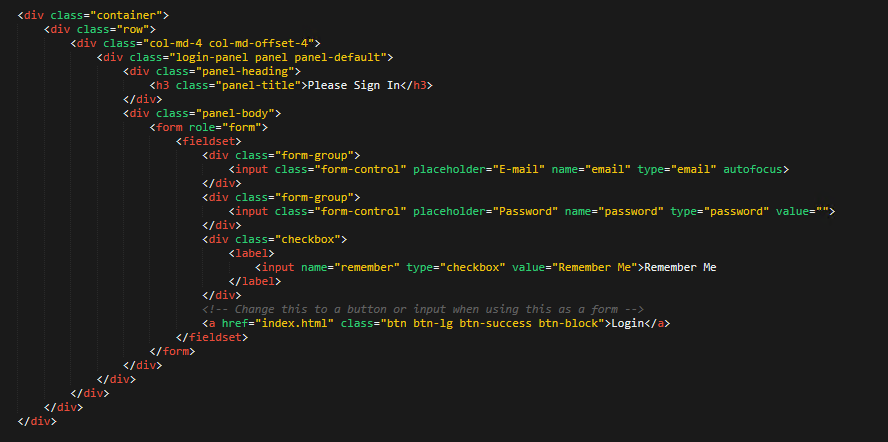 <div class="container">
<div class="row">
<div class="col-md-4 col-md-offset-4">
<div class="login-panel panel panel-default">
<div class="panel-heading">
<h3 class="panel-title">Please Sign In</h3>
</div>
<div class="panel-body">
<form role="form">
<fieldset>
<div class="form-group">
<input class="form-control" placeholder="E-mail" name="email" type="email" autofocus>
</div>
<div class="form-group">
<input class="form-control" placeholder="Password" name="password" type="password" value="">
</div>
<div class="checkbox">
<label>
<input name="remember" type="checkbox" value="Remember Me">Remember Me
</label>
</div>
<!-- Change this to a button or input when using this as a form -->
<a href="index.html" class="btn btn-lg btn-success btn-block">Login</a>
</fieldset>
</form>
</div>
</div>
</div>
</div>
</div>